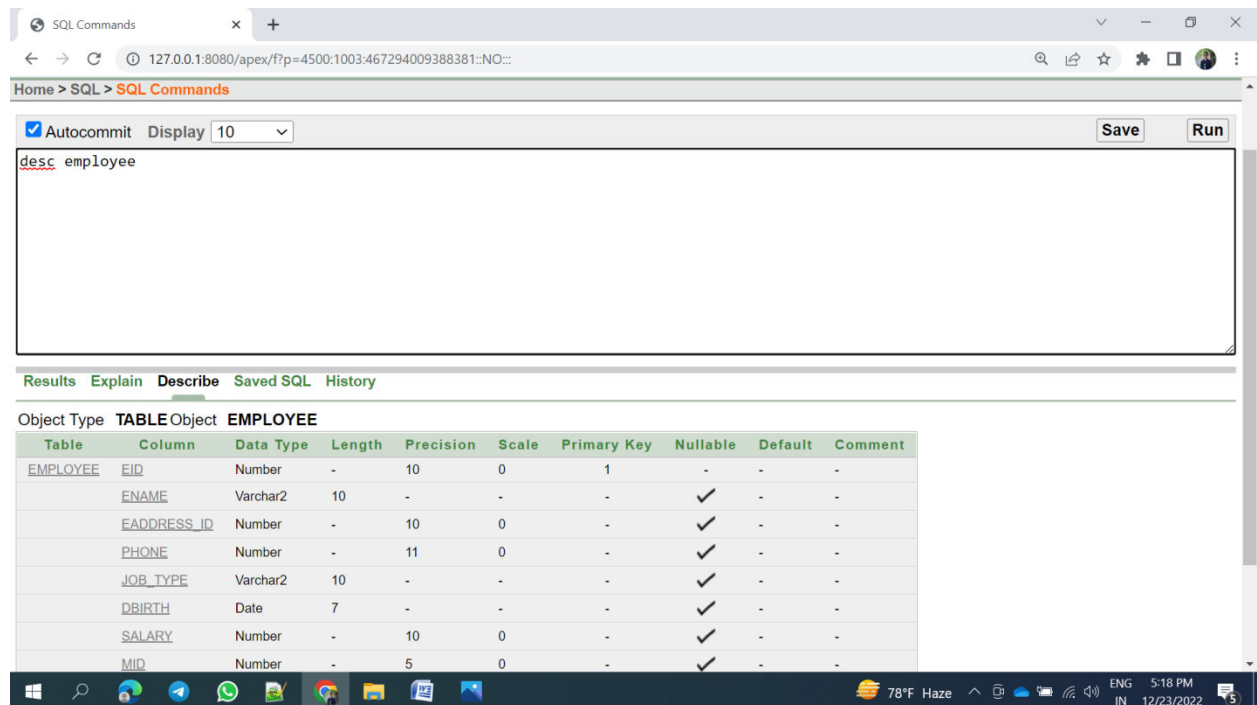 SQL Commands
127.0.0.1:8080/apex/f?p=4500:1003:467294009388381::NO:::
Home > SQL > SQL Commands
Autocommit Display 10 Save Run
desc employee
Results Explain Describe Saved SQL History
Object Type TABLE Object EMPLOYEE
Table Column Data Type Length Precision Scale Primary Key Nullable Default Comment
EMPLOYEE EID Number - 10 0 1 - - -
ENAME Varchar2 10 - - - ✓ - -
EADDRESS_ID Number - 10 0 - ✓ - -
PHONE Number - 11 0 - ✓ - -
JOB_TYPE Varchar2 10 - - - ✓ - -
DBIRTH Date 7 - - - ✓ - -
SALARY Number - 10 0 - ✓ - -
MID Number - 5 0 - ✓ - -
78°F Haze ENG 5:18 PM
IN 12/23/2022 5